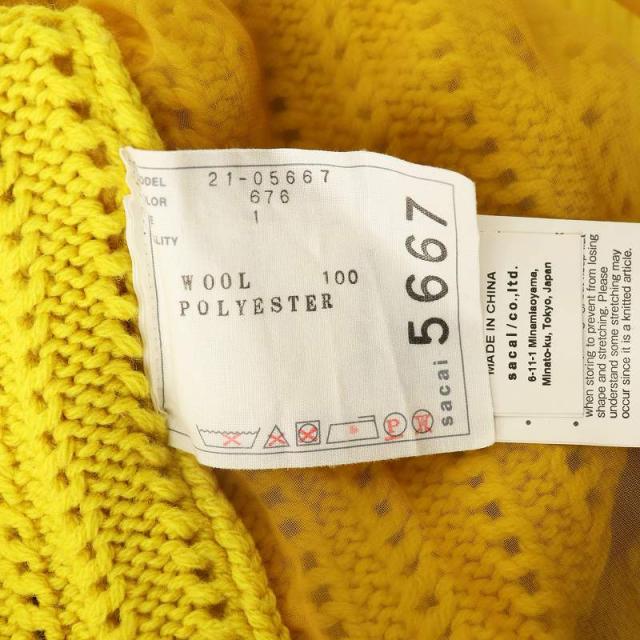 ODEL 21-05667
LOR 676
E 1
LITY
WOOL 100
POLYESTER
sacai 5667
P
W
MADE IN CHINA
sacai/co.,ltd.
6-11-1 Minamiaoyama,
Minato-ku, Tokyo, Japan
when storing to prevent from losing
shape and stretching. Please
understand some stretching may
occur since it is a knitted article.